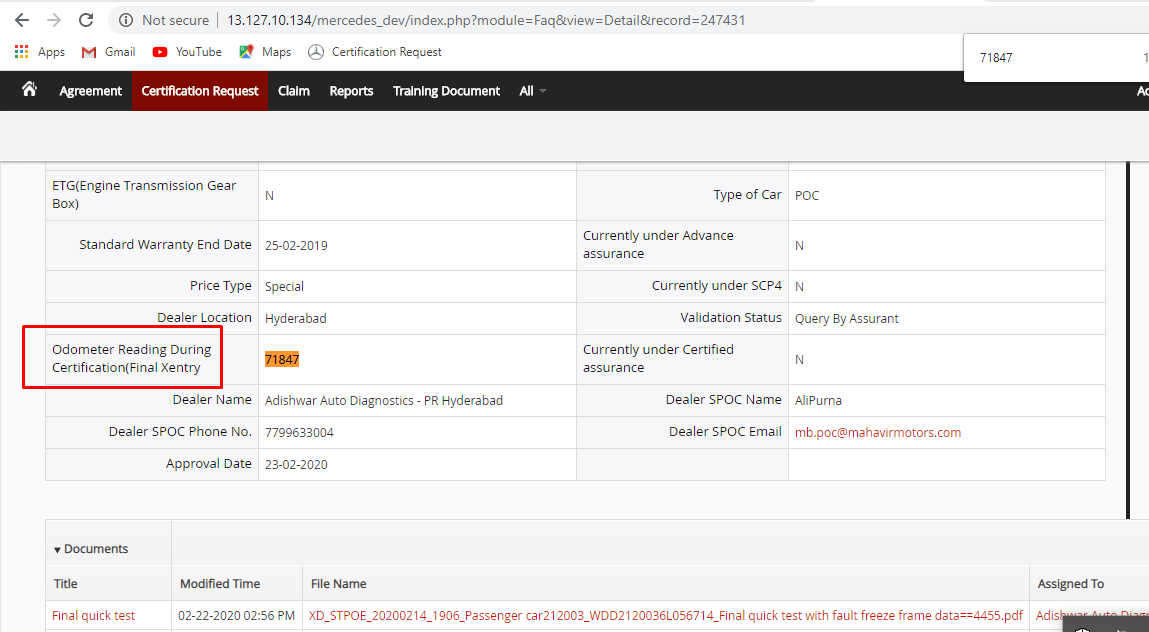 Not secure | 13.127.10.134/mercedes_dev/index.php?module=Faq&view=Detail&record=247431
Apps Gmail YouTube Maps Certification Request
71847
Agreement Certification Request Claim Reports Training Document All
ETG(Engine Transmission Gear
Box) N Type of Car POC
Standard Warranty End Date 25-02-2019 Currently under Advance
assurance N
Price Type Special Currently under SCP4 N
Dealer Location Hyderabad Validation Status Query By Assurant
Odometer Reading During
Certification(Final Xentry 71847 Currently under Certified
assurance N
Dealer Name Adishwar Auto Diagnostics - PR Hyderabad Dealer SPOC Name AliPurna
Dealer SPOC Phone No. 7799633004 Dealer SPOC Email mb.poc@mahavirmotors.com
Approval Date 23-02-2020
Documents
Title Modified Time File Name Assigned To
Final quick test 02-22-2020 02:56 PM XD_STPOE_20200214_1906_Passenger car212003_WDD2120036L056714_Final quick test with fault freeze frame data==4455.pdf Adishwar Auto